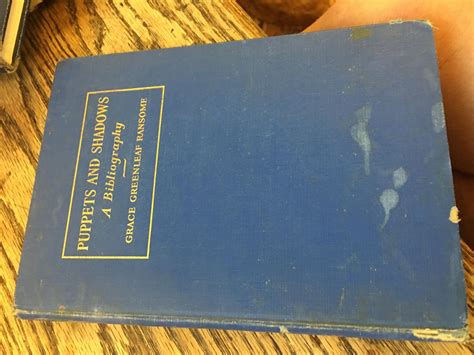 PUPPETS AND SHADOWS
A Bibliography
GRACE GREENLEAF RANSOME